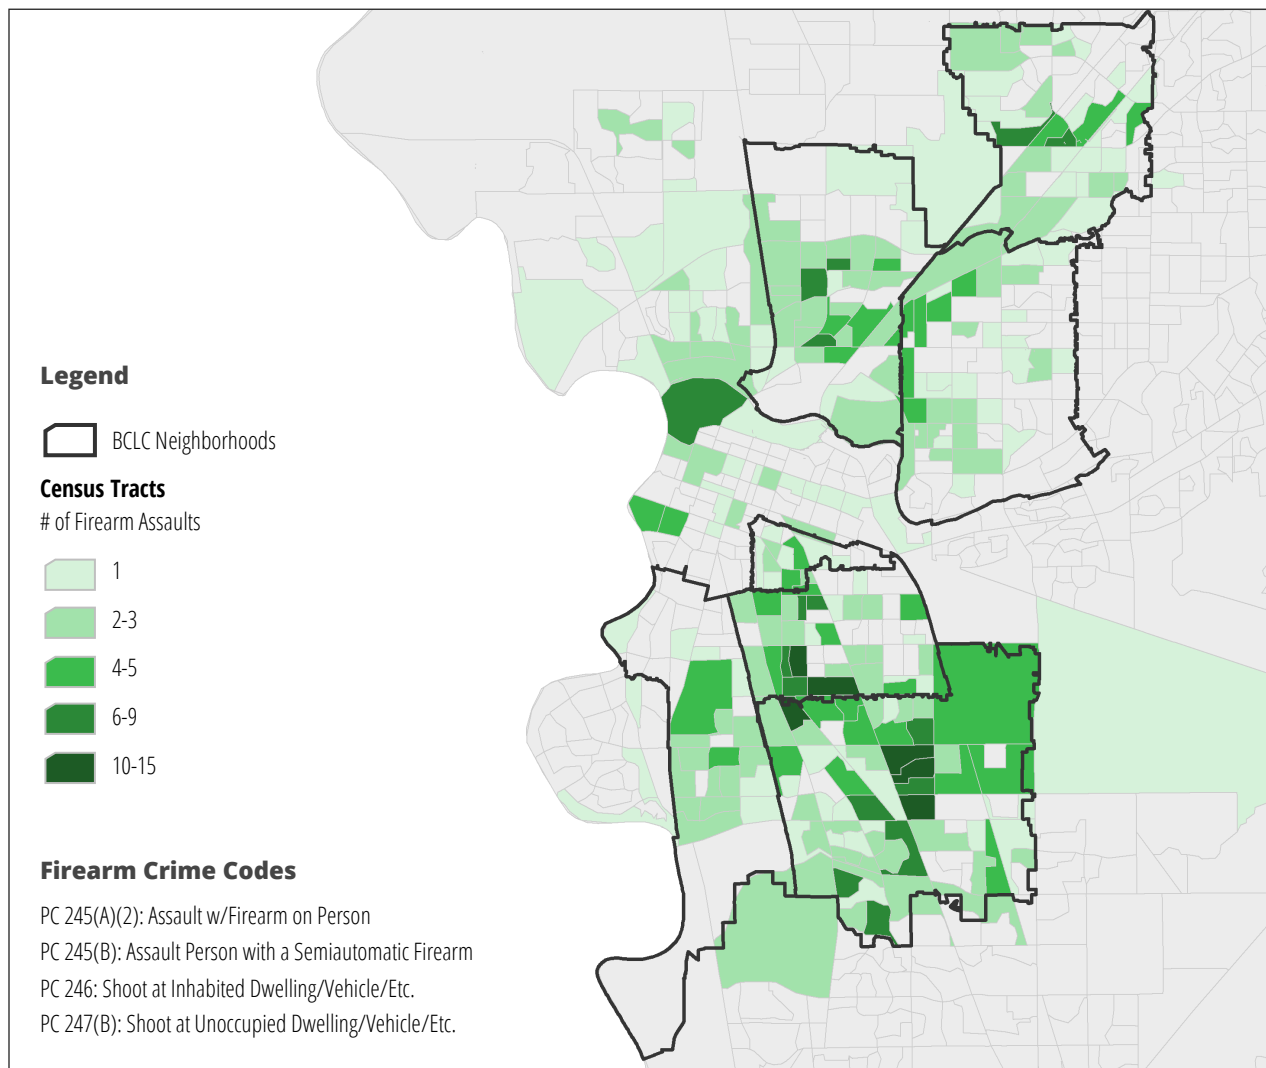 Legend
BCLC Neighborhoods
Census Tracts
# of Firearm Assaults
1
2-3
4-5
6-9
10-15
Firearm Crime Codes
PC 245(A)(2): Assault w/Firearm on Person
PC 245(B): Assault Person with a Semiautomatic Firearm
PC 246: Shoot at Inhabited Dwelling/Vehicle/Etc.
PC 247(B): Shoot at Unoccupied Dwelling/Vehicle/Etc.